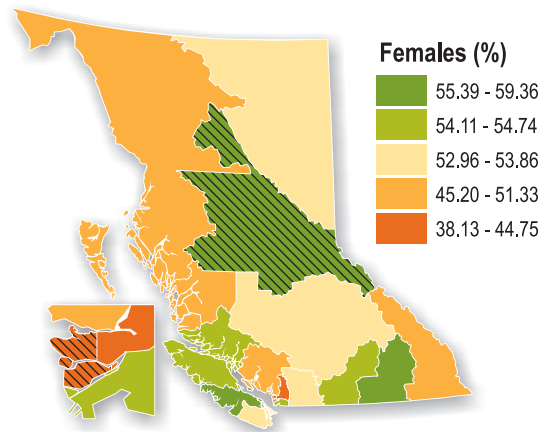 Females (%)
55.39 - 59.36
54.11 - 54.74
52.96 - 53.86
45.20 - 51.33
38.13 - 44.75